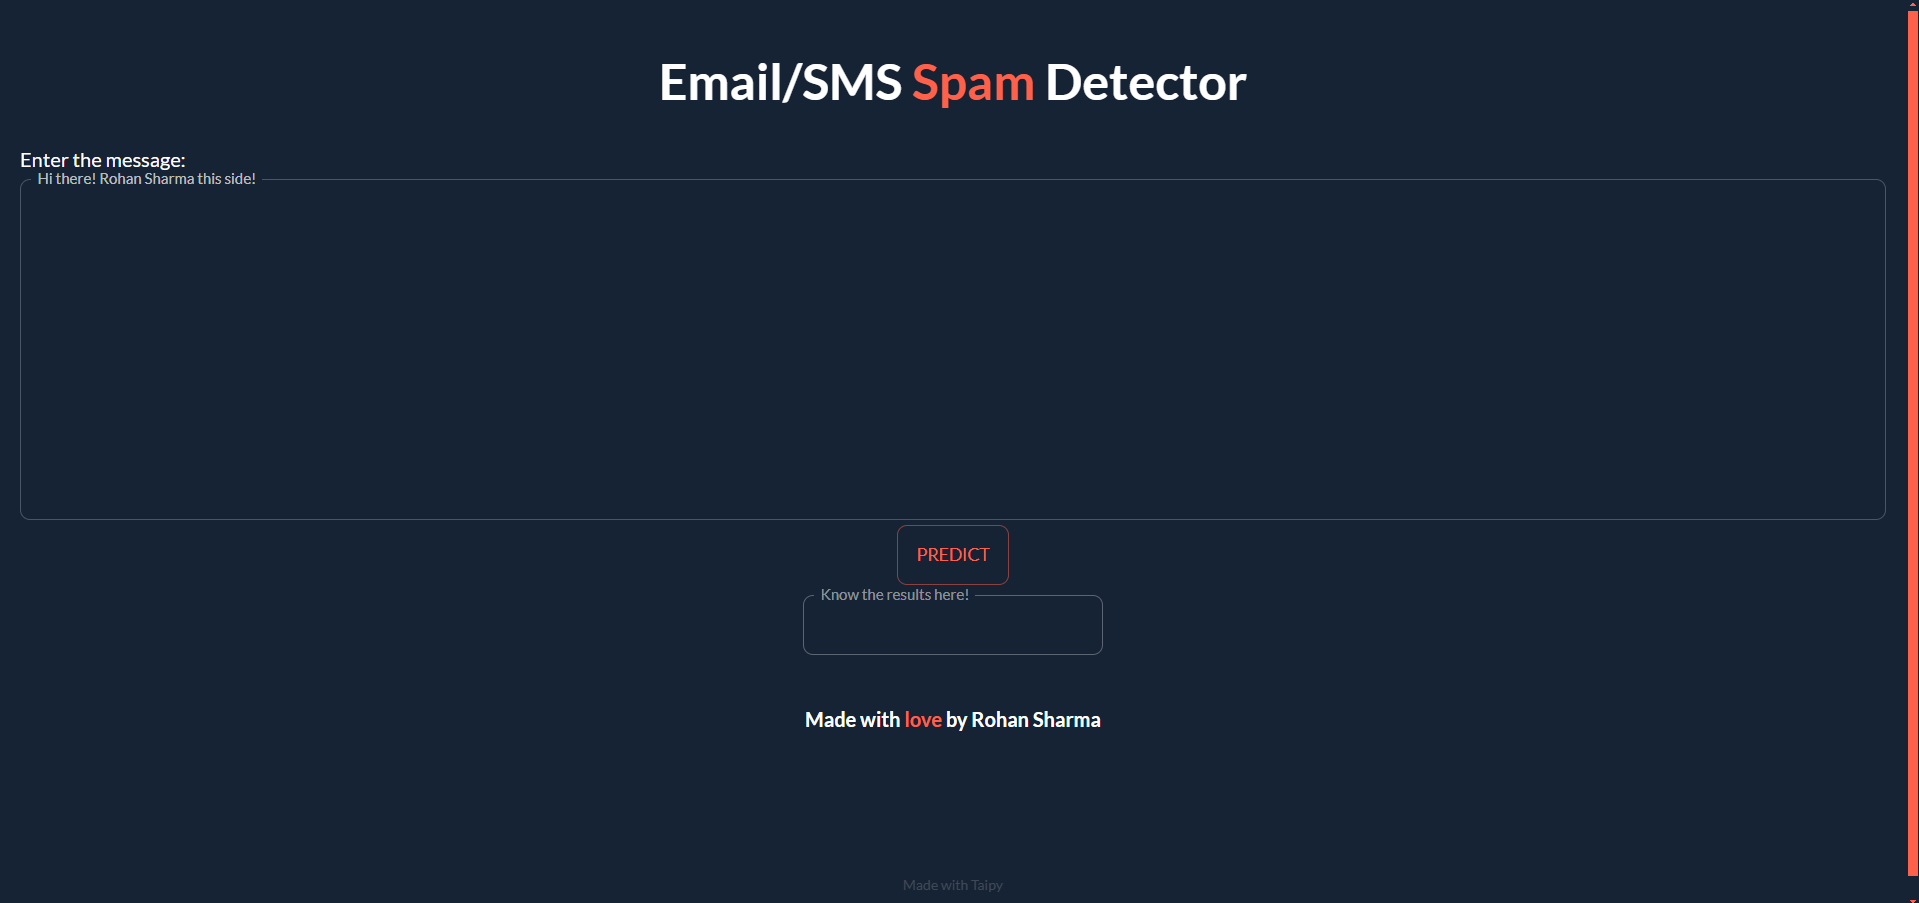 Email/SMS Spam Detector
Enter the message:
Hi there! Rohan Sharma this side!
PREDICT
Know the results here!
Made with love by Rohan Sharma
Made with Taipy